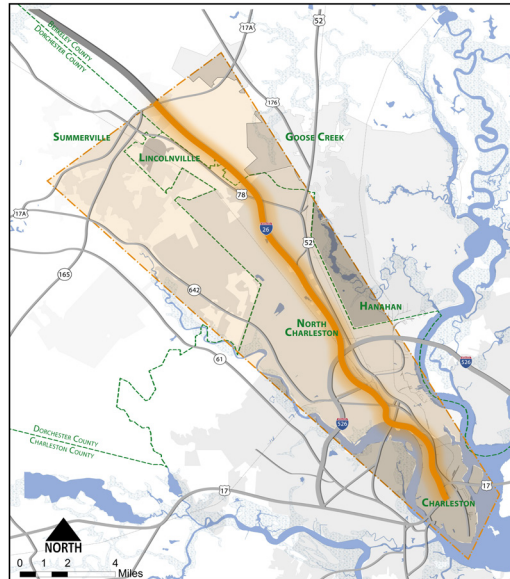 52
17A
BERKELEY COUNTY
DORCHESTER COUNTY
176
SUMMERVILLE
GOOSE CREEK
LINCOLNVILLLE
78
17A
26
52
165
642
HANAHAN
NORTH
CHARLESTON
61
526
526
DORCHESTER COUNTY
CHARLESTON COUNTY
17
17
CHARLESTON
NORTH
0 1 2 4
Miles